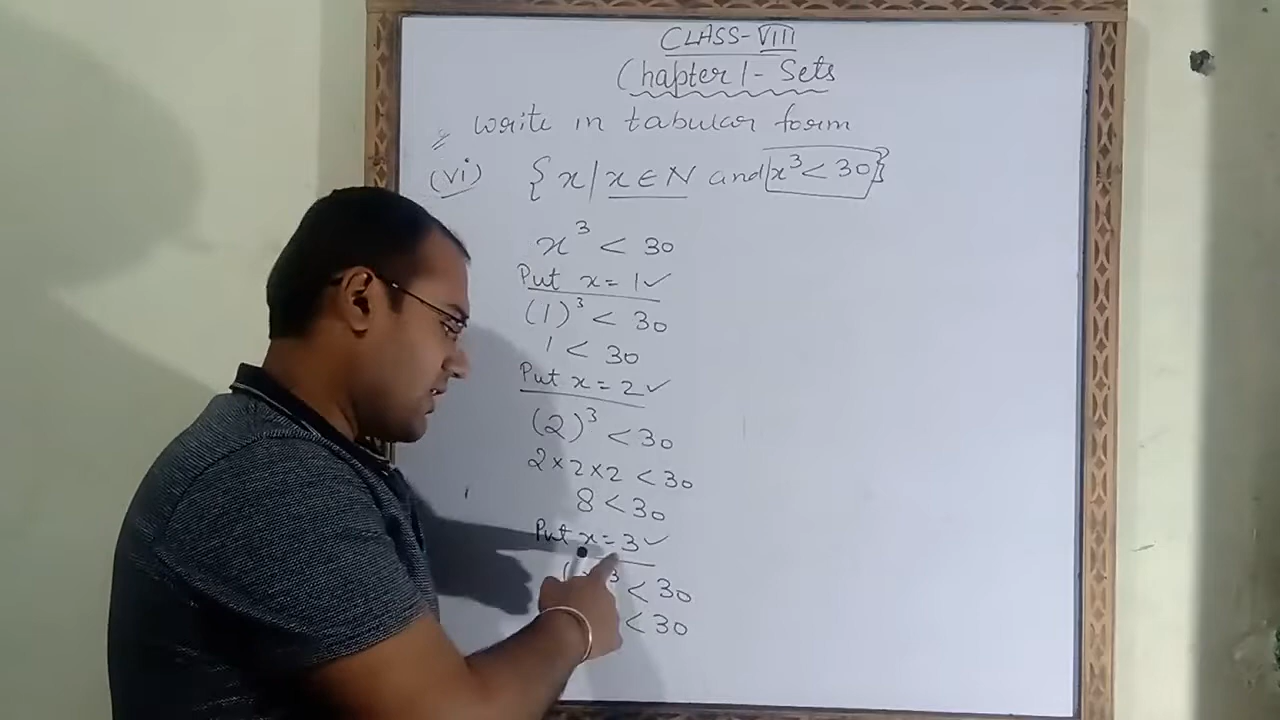 CLASS-VIII
Chapter 1 - Sets
write in tabular form
(vi) {x/x∈N and x³<30}
x³ < 30
Put x = 1 ✓
(1)³ < 30
1 < 30
Put x = 2 ✓
(2)³ < 30
2×2×2 < 30
8 < 30
Put x = 3 ✓
³ < 30
< 30